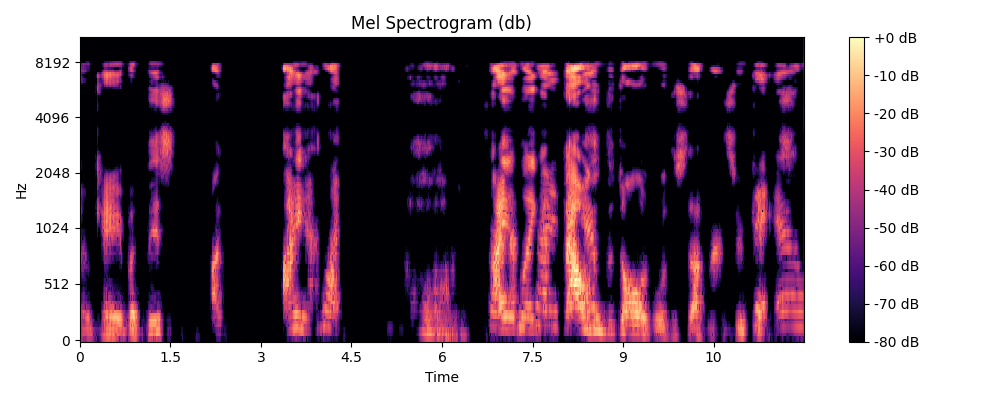 Mel Spectrogram (db)
+0 dB
8192
-10 dB
4096
-20 dB
-30 dB
Hz
2048
-40 dB
1024
-50 dB
-60 dB
512
-70 dB
0
-80 dB
0 1.5 3 4.5 6 7.5 9 10
Time